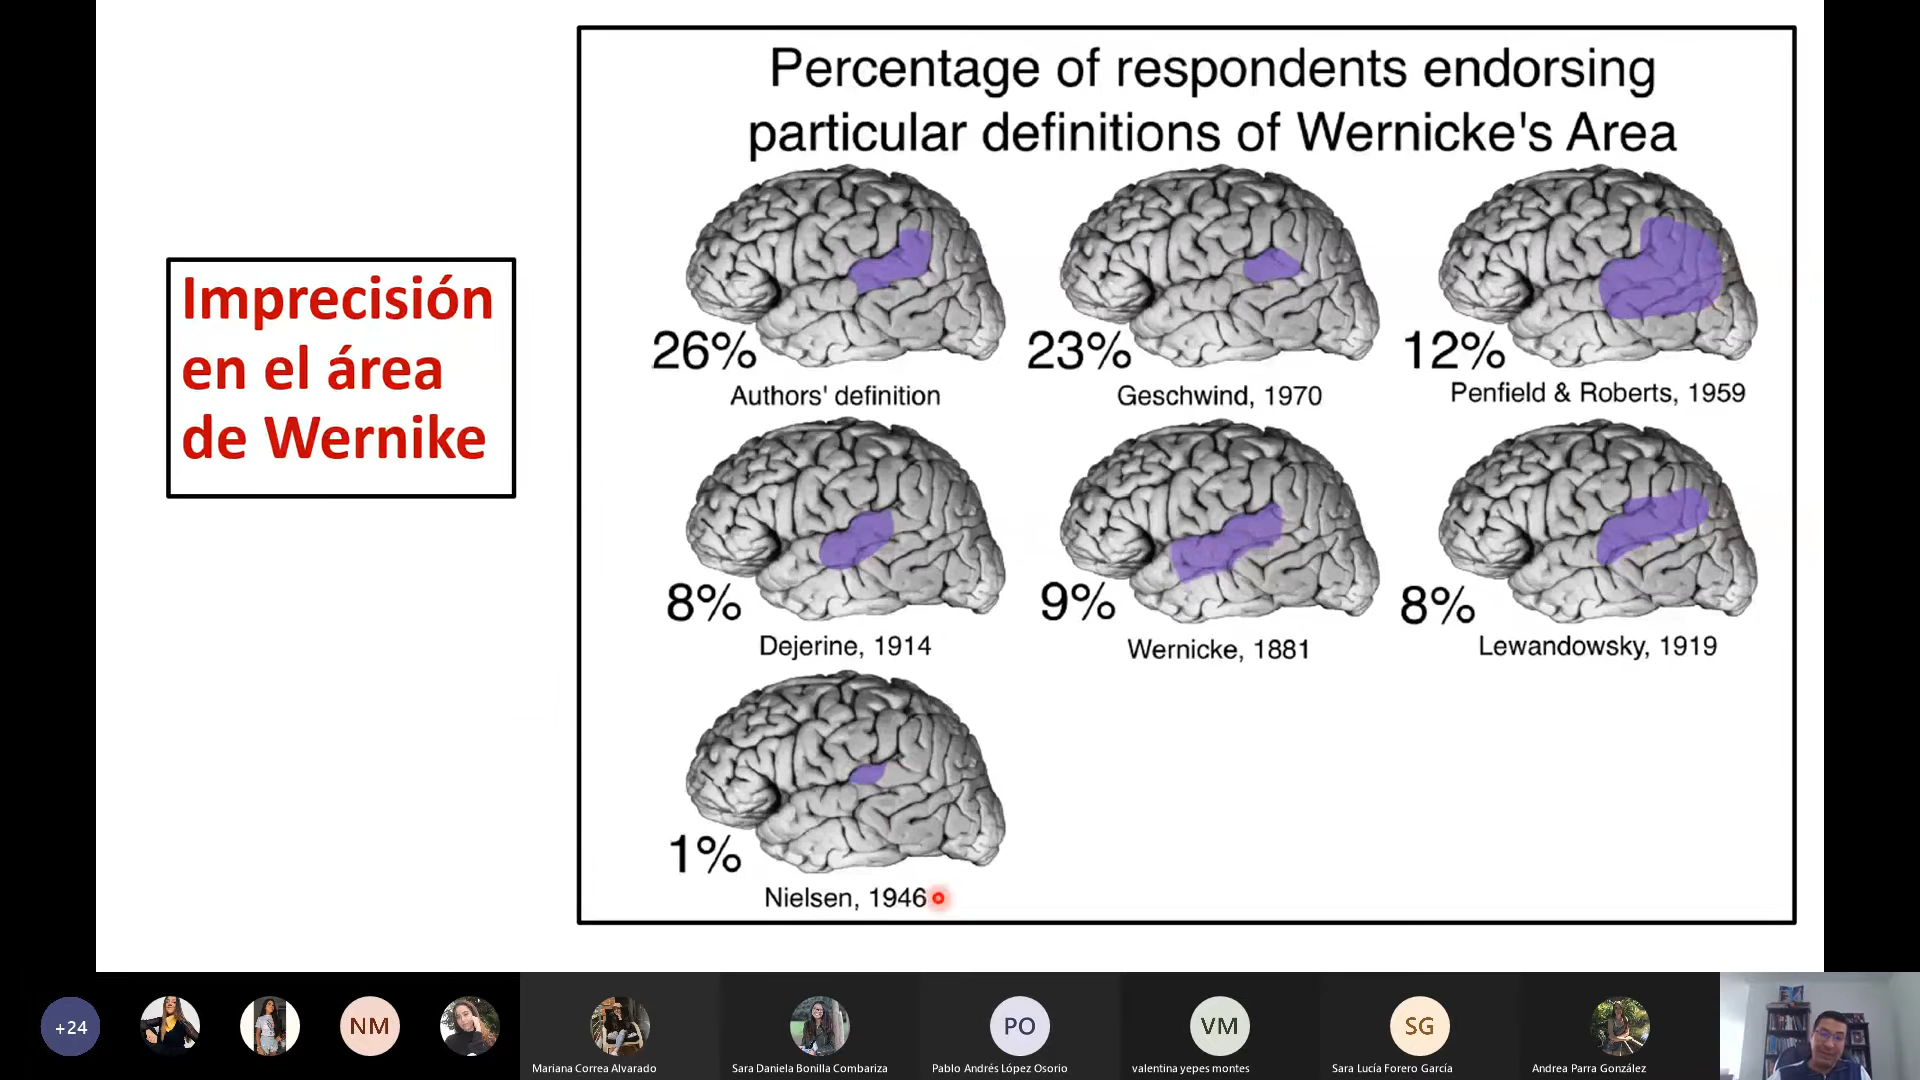 Imprecisión
en el área
de Wernike
Percentage of respondents endorsing
particular definitions of Wernicke's Area
26%
Authors' definition
23%
Geschwind, 1970
12%
Penfield & Roberts, 1959
8%
Dejerine, 1914
9%
Wernicke, 1881
8%
Lewandowsky, 1919
1%
Nielsen, 1946
+24
NM
Mariana Correa Alvarado
Sara Daniela Bonilla Combariza
PO
Pablo Andrés López Osorio
VM
valentina yepes montes
SG
Sara Lucía Forero García
Andrea Parra González